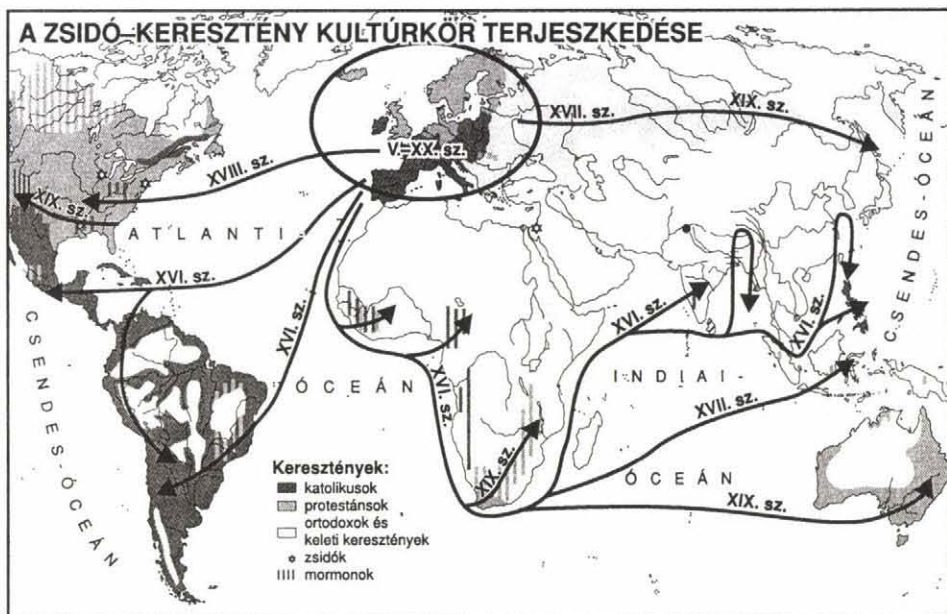 A ZSIDÓ–KERESZTÉNY KULTÚRKÖR TERJESZKEDÉSE
XVII. sz.
XIX. sz.
V.–XX. sz.
XVIII. sz.
XIX. sz.
ATLANTI-
XVI. sz.
XVI. sz.
XVI. sz.
XVI. sz.
CSENDES-ÓCEÁN
CSENDES-ÓCEÁN
ÓCEÁN
INDIAI-
XVI. sz.
XVII. sz.
XIX. sz.
ÓCEÁN
XIX. sz.
Keresztények:
katolikusok
protestánsok
ortodoxok és
keleti keresztények
zsidók
mormonok